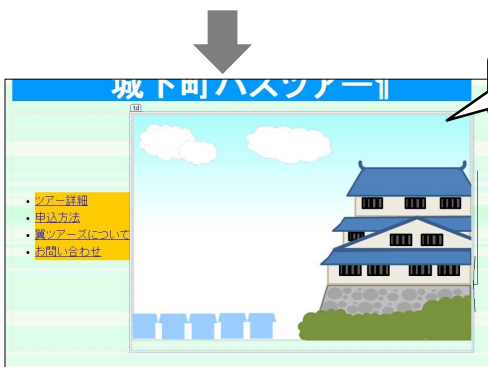 城下町バスツアー¶
td
ツアー詳細
申込方法
翼ツアーズについて
お問い合わせ